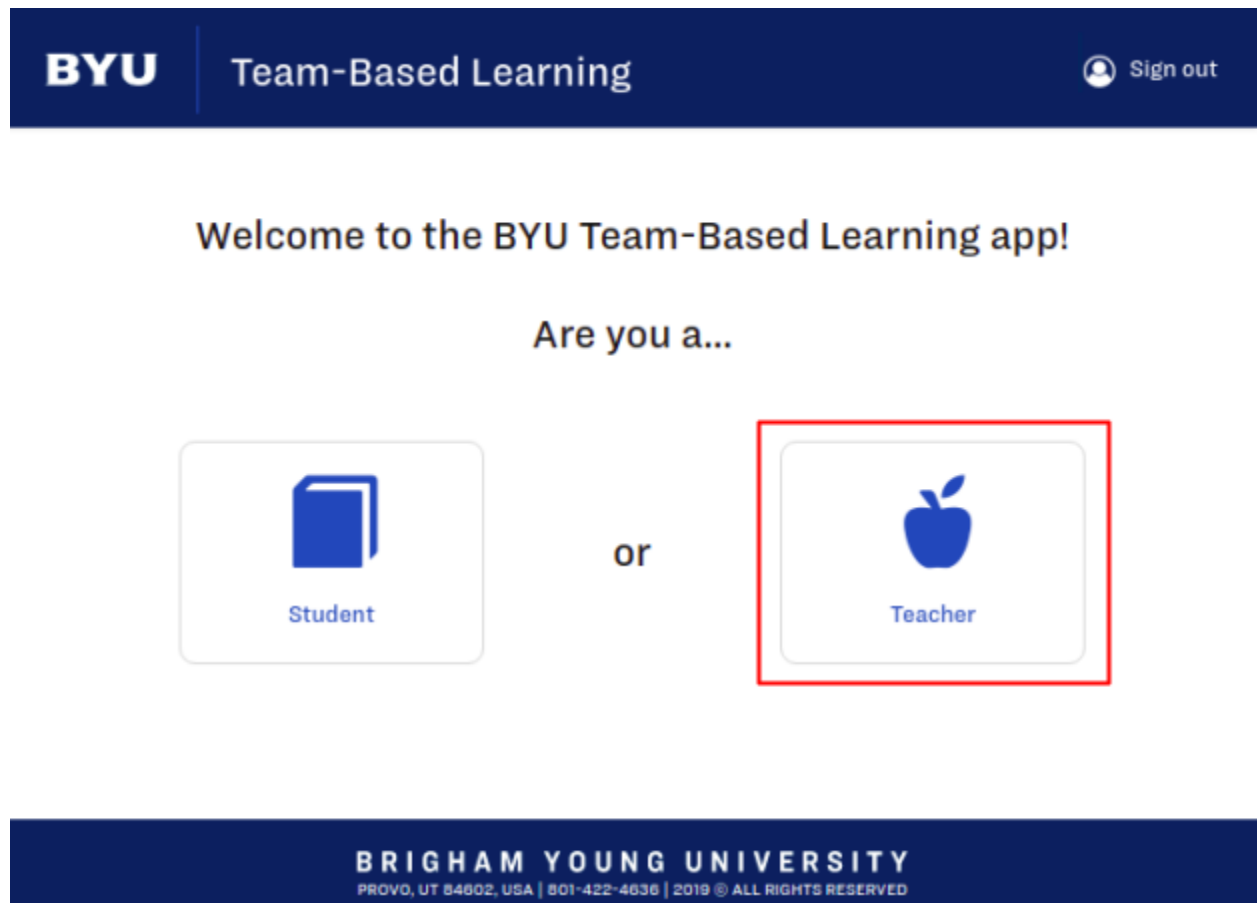 BYU Team-Based Learning Sign out
Welcome to the BYU Team-Based Learning app!
Are you a...
Student or Teacher
BRIGHAM YOUNG UNIVERSITY
PROVO, UT 84602, USA | 801-422-4636 | 2019 © ALL RIGHTS RESERVED